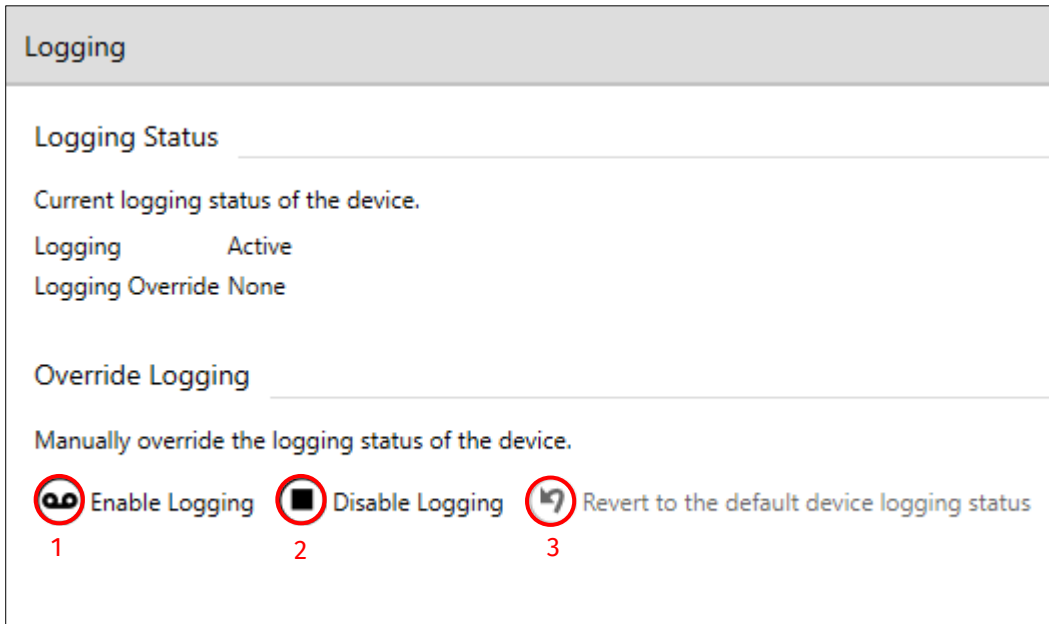 Logging
Logging Status
Current logging status of the device.
Logging Active
Logging Override None
Override Logging
Manually override the logging status of the device.
Enable Logging Disable Logging Revert to the default device logging status
1 2 3